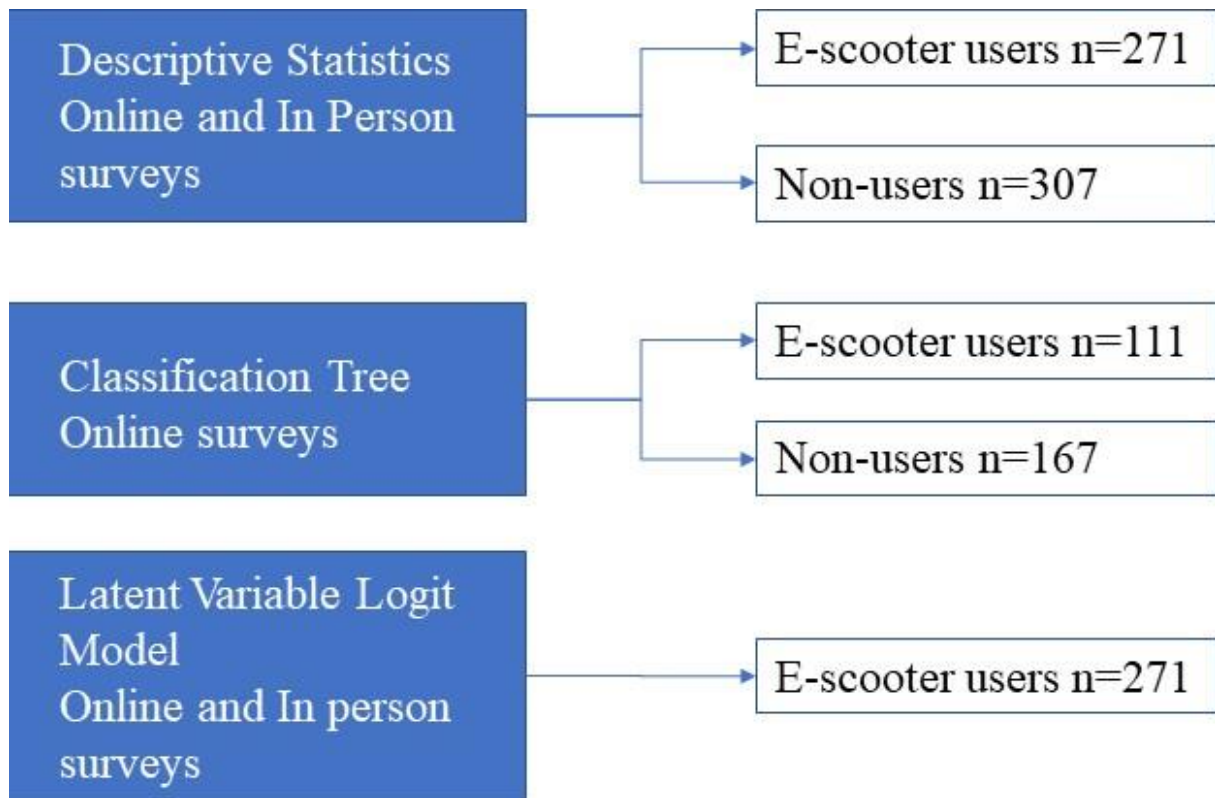 Descriptive Statistics
Online and In Person
surveys
E-scooter users n=271
Non-users n=307
Classification Tree
Online surveys
E-scooter users n=111
Non-users n=167
Latent Variable Logit
Model
Online and In person
surveys
E-scooter users n=271